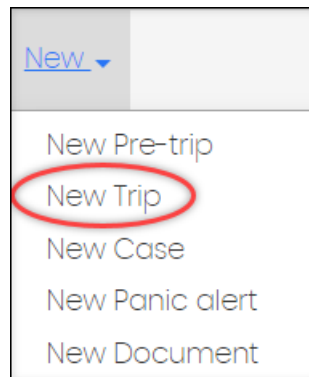 New
New Pre-trip
New Trip
New Case
New Panic alert
New Document